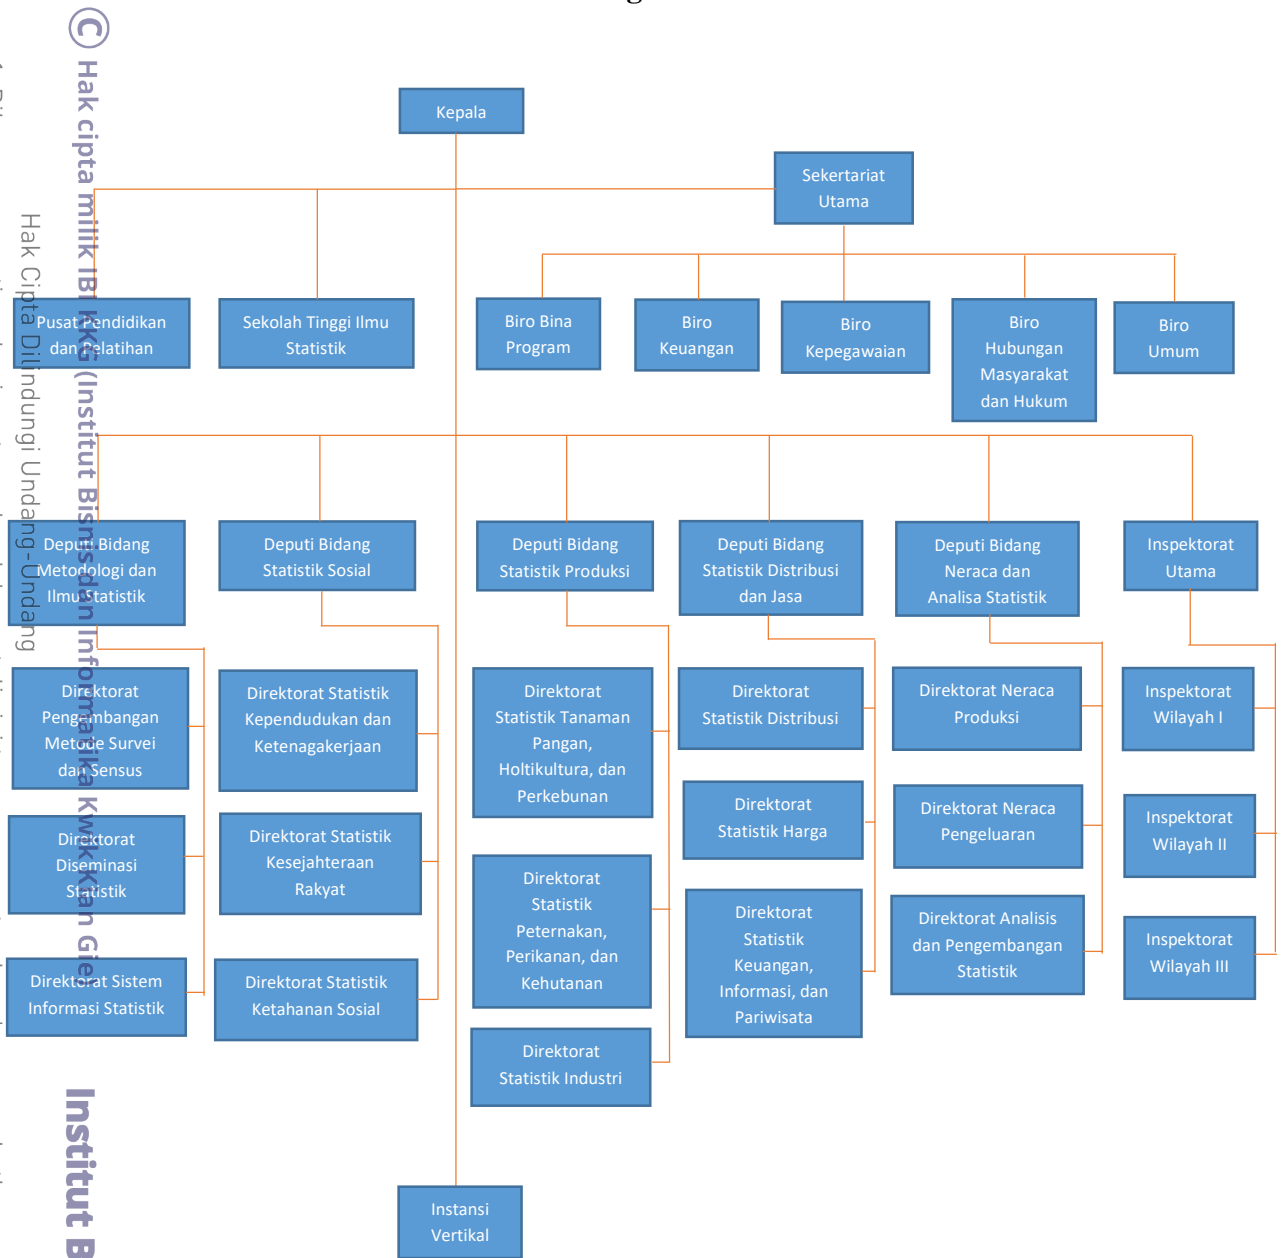 Kepala
Sekertariat
Utama
Pusat Pendidikan
dan Pelatihan
Sekolah Tinggi Ilmu
Statistik
Biro Bina
Program
Biro
Keuangan
Biro
Kepegawaian
Biro
Hubungan
Masyarakat
dan Hukum
Biro
Umum
Deputi Bidang
Metodologi dan
Ilmu Statistik
Deputi Bidang
Statistik Sosial
Deputi Bidang
Statistik Produksi
Deputi Bidang
Statistik Distribusi
dan Jasa
Deputi Bidang
Neraca dan
Analisa Statistik
Inspektorat
Utama
Direktorat
Pengembangan
Metode Survei
dan Sensus
Direktorat Statistik
Kependudukan dan
Ketenagakerjaan
Direktorat
Statistik Tanaman
Pangan,
Holtikultura, dan
Perkebunan
Direktorat
Statistik Distribusi
Direktorat Neraca
Produksi
Inspektorat
Wilayah I
Direktorat
Diseminasi
Statistik
Direktorat Statistik
Kesejahteraan
Rakyat
Direktorat
Statistik
Peternakan,
Perikanan, dan
Kehutanan
Direktorat
Statistik Harga
Direktorat Neraca
Pengeluaran
Inspektorat
Wilayah II
Direktorat Sistem
Informasi Statistik
Direktorat Statistik
Ketahanan Sosial
Direktorat
Statistik Industri
Direktorat
Statistik
Keuangan,
Informasi, dan
Pariwisata
Direktorat Analisis
dan Pengembangan
Statistik
Inspektorat
Wilayah III
Instansi
Vertikal
© Hak cipta milik IBI KKG (Institut Bisnis dan Informatika Kwik Kian Gie)
Hak Cipta Dilindungi Undang-Undang
Institut B